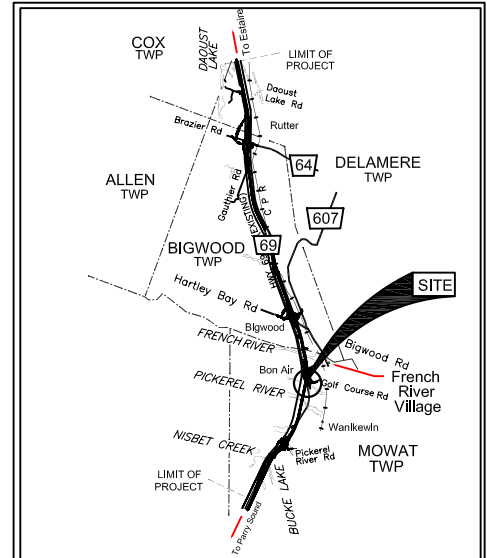 COX
TWP
DAOUST
LAKE
To Estaire
LIMIT OF
PROJECT
Daoust
Lake Rd
Rutter
Brazier Rd
64
DELAMERE
TWP
ALLEN
TWP
Gauthier Rd
C P R
607
(EXISTING)
HWY 69
69
BIGWOOD
TWP
SITE
Hartley Bay Rd
Bigwood
FRENCH RIVER
Bigwood Rd
Bon Air
French
River
Village
Golf Course Rd
PICKEREL RIVER
Wanikewin
NISBET CREEK
MOWAT
TWP
Pickerel
River Rd
LIMIT OF
PROJECT
BUCKE LAKE
To Parry Sound